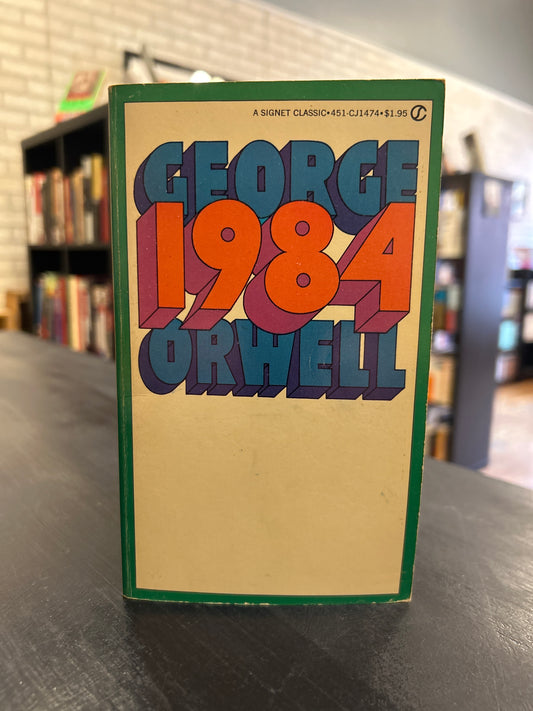 A SIGNET CLASSIC•451-CJ1474•$1.95
GEORGE
1984
ORWELL